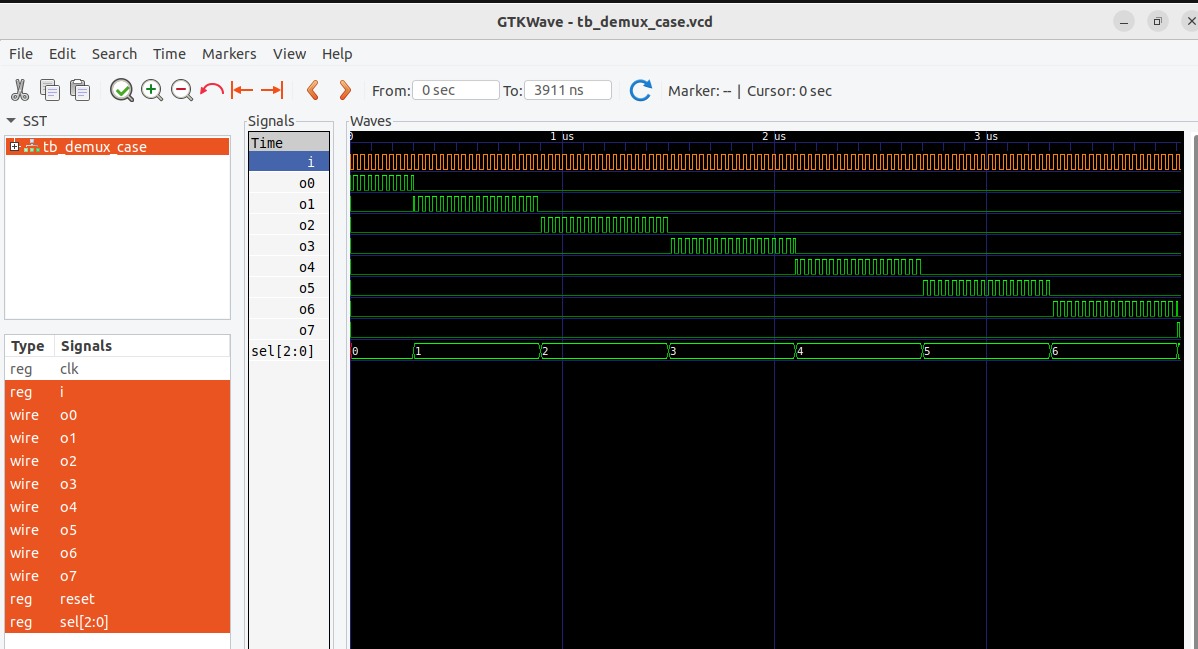 GTKWave - tb_demux_case.vcd
File Edit Search Time Markers View Help
From: 0 sec To: 3911 ns Marker: -- | Cursor: 0 sec
SST
tb_demux_case
Type Signals
reg clk
reg i
wire o0
wire o1
wire o2
wire o3
wire o4
wire o5
wire o6
wire o7
reg reset
reg sel[2:0]
Signals
Time
i
o0
o1
o2
o3
o4
o5
o6
o7
sel[2:0]
Waves
0 1 us 2 us 3 us
0 1 2 3 4 5 6